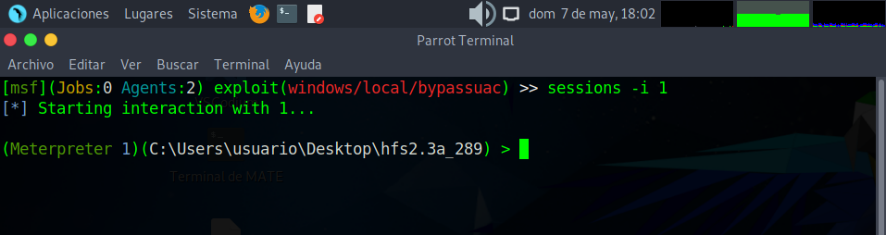 Aplicaciones Lugares Sistema dom 7 de may, 18:02
Parrot Terminal
Archivo Editar Ver Buscar Terminal Ayuda
[msf](Jobs:0 Agents:2) exploit(windows/local/bypassuac) >> sessions -i 1
[*] Starting interaction with 1...
(Meterpreter 1)(C:\Users\usuario\Desktop\hfs2.3a_289) >
Terminal de MATE